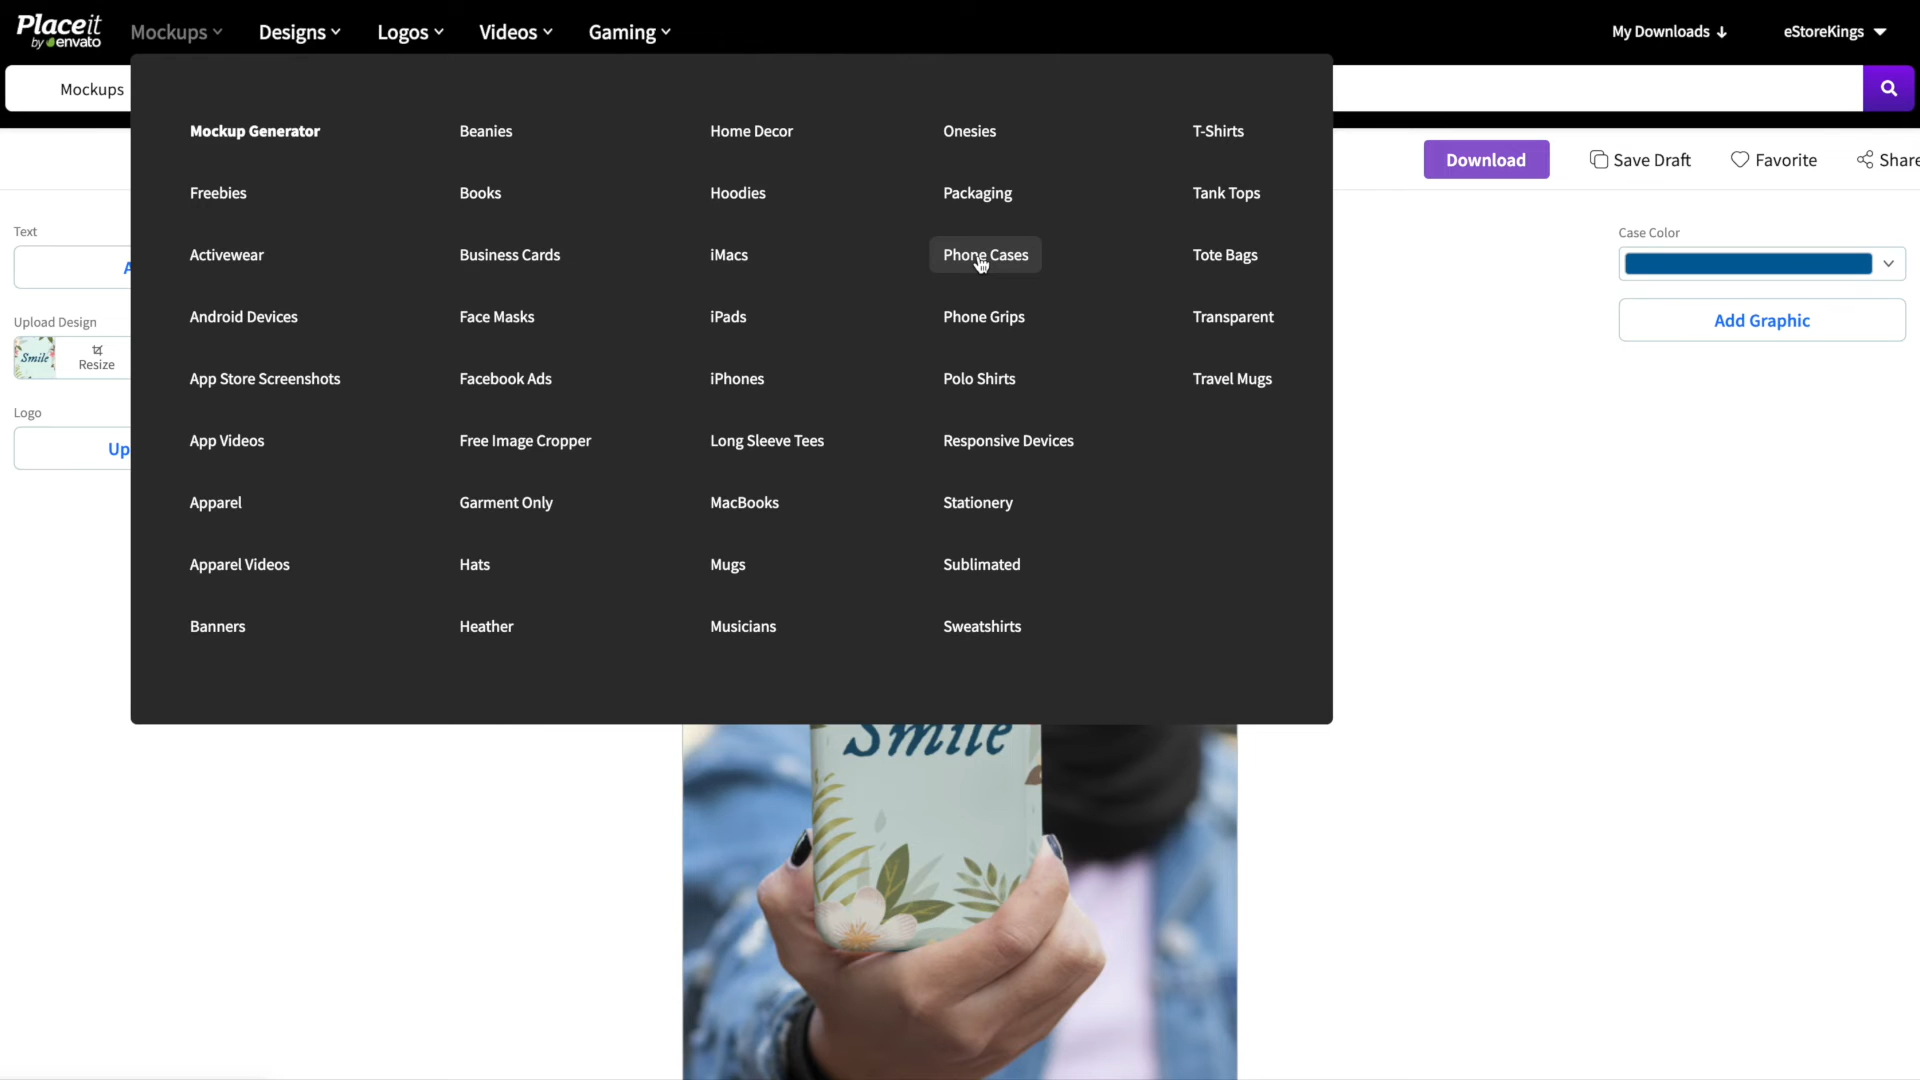 Placeit
by envato
Mockups
Designs
Logos
Videos
Gaming
My Downloads
eStoreKings
Mockups
Mockup Generator
Freebies
Activewear
Android Devices
App Store Screenshots
App Videos
Apparel
Apparel Videos
Banners
Beanies
Books
Business Cards
Face Masks
Facebook Ads
Free Image Cropper
Garment Only
Hats
Heather
Home Decor
Hoodies
iMacs
iPads
iPhones
Long Sleeve Tees
MacBooks
Mugs
Musicians
Onesies
Packaging
Phone Cases
Phone Grips
Polo Shirts
Responsive Devices
Stationery
Sublimated
Sweatshirts
T-Shirts
Tank Tops
Tote Bags
Transparent
Travel Mugs
Download
Save Draft
Favorite
Share
Text
Upload Design
Smile
Resize
Logo
Up
Case Color
Add Graphic
Smile